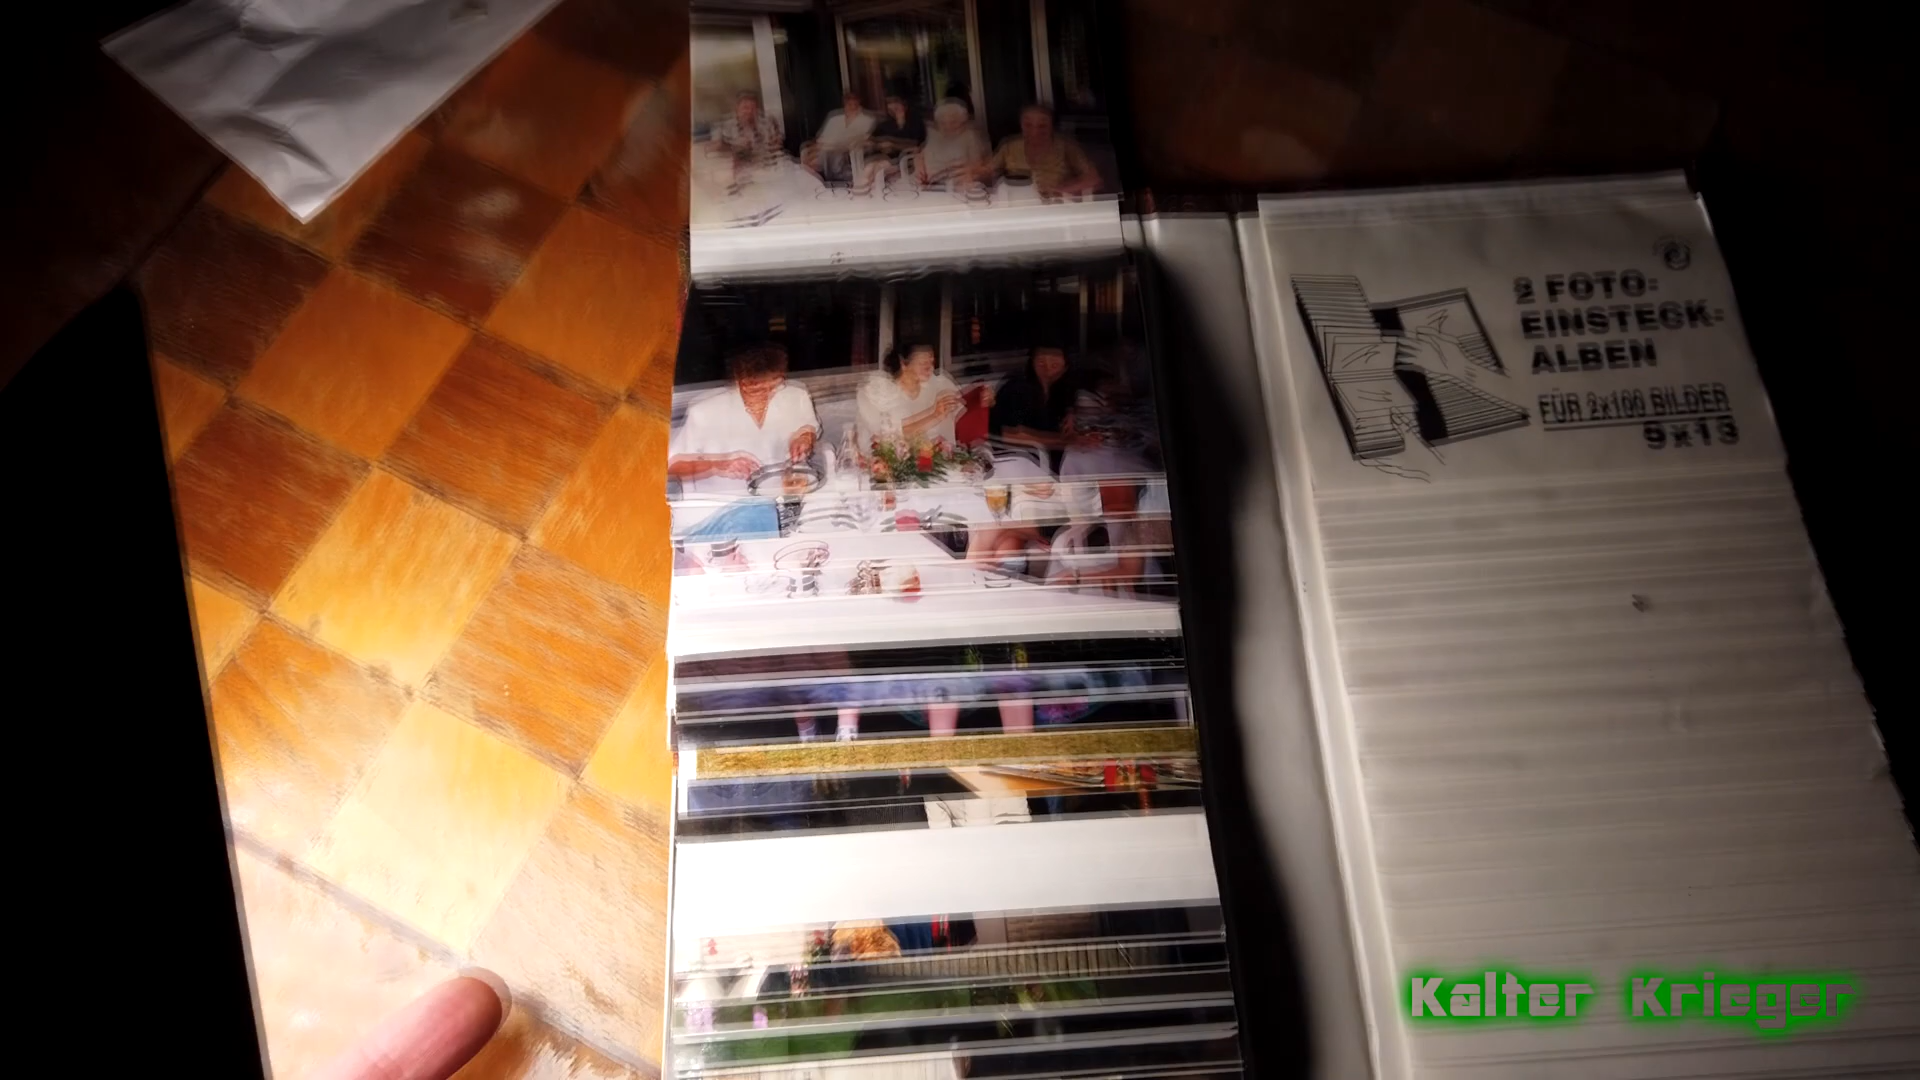 2 FOTO-
EINSTECK-
ALBEN
FÜR 2x100 BILDER
9x13
Kalter Krieger